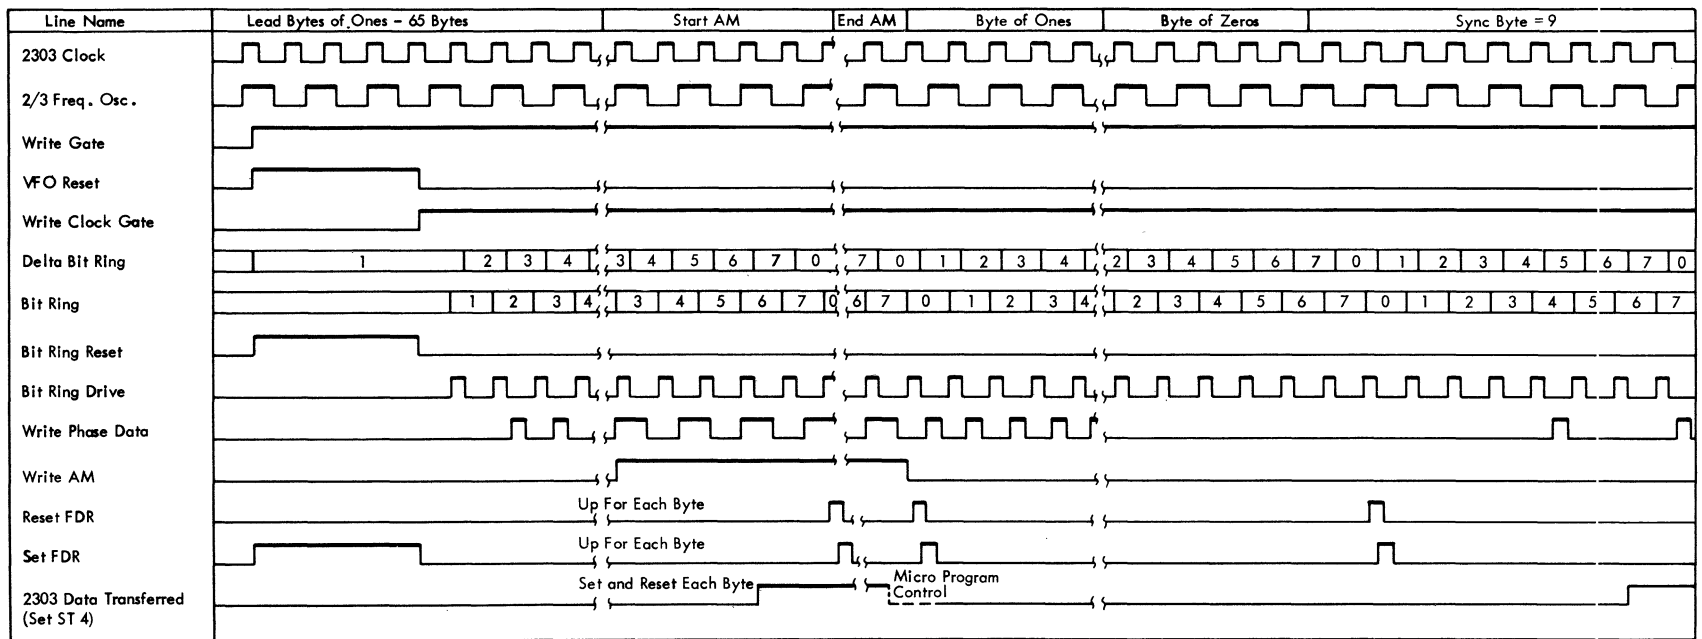 Line Name Lead Bytes of Ones - 65 Bytes Start AM End AM Byte of Ones Byte of Zeros Sync Byte = 9
2303 Clock
2/3 Freq. Osc.
Write Gate
VFO Reset
Write Clock Gate
Delta Bit Ring 1 2 3 4 3 4 5 6 7 0 7 0 1 2 3 4 2 3 4 5 6 7 0 1 2 3 4 5 6 7 0
Bit Ring 1 2 3 4 3 4 5 6 7 0 6 7 0 1 2 3 4 2 3 4 5 6 7 0 1 2 3 4 5 6 7
Bit Ring Reset
Bit Ring Drive
Write Phase Data
Write AM
Reset FDR Up For Each Byte
Set FDR Up For Each Byte
2303 Data Transferred Set and Reset Each Byte Micro Program
(Set ST 4) Control